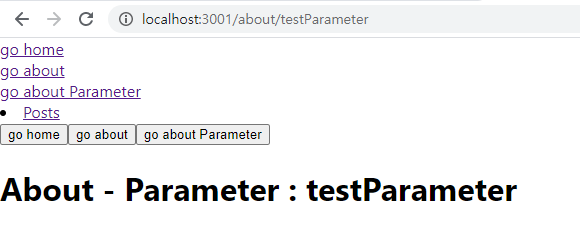 localhost:3001/about/testParameter
go home
go about
go about Parameter
Posts
go home go about go about Parameter
About - Parameter : testParameter